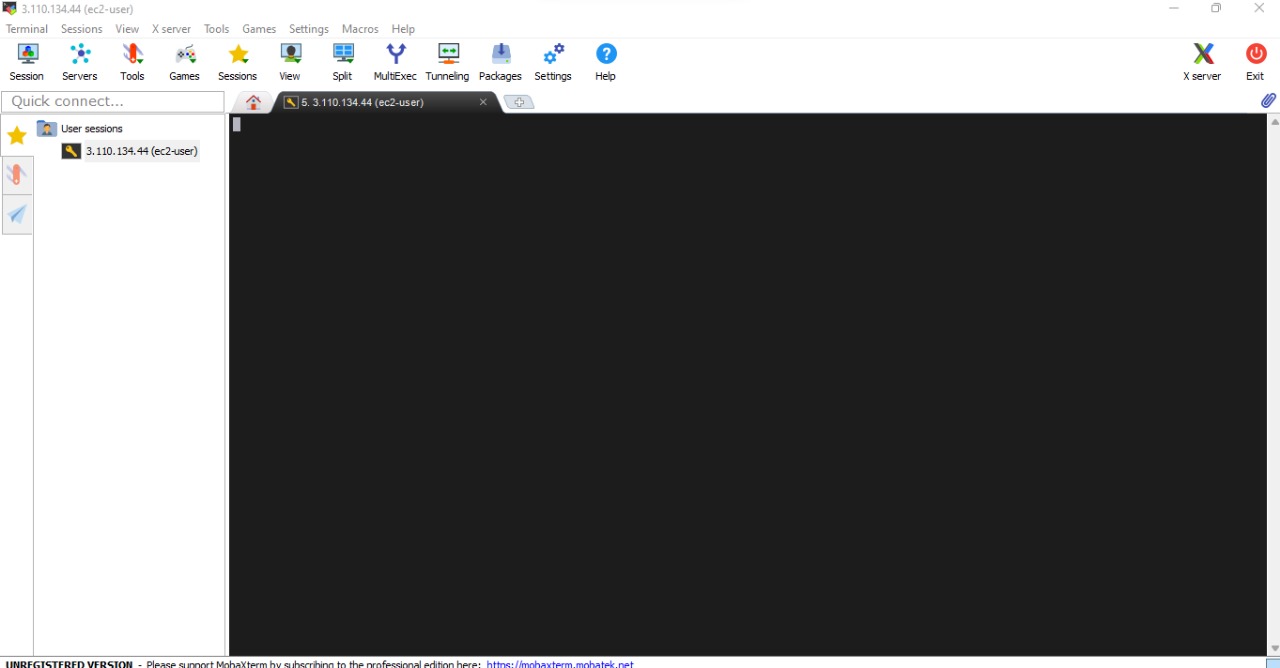 3.110.134.44 (ec2-user)
Terminal Sessions View X server Tools Games Settings Macros Help
Session Servers Tools Games Sessions View Split MultiExec Tunneling Packages Settings Help X server Exit
Quick connect...
5. 3.110.134.44 (ec2-user)
User sessions
3.110.134.44 (ec2-user)
UNREGISTERED VERSION - Please support MobaXterm by subscribing to the professional edition here: https://mobaxterm.mobatek.net